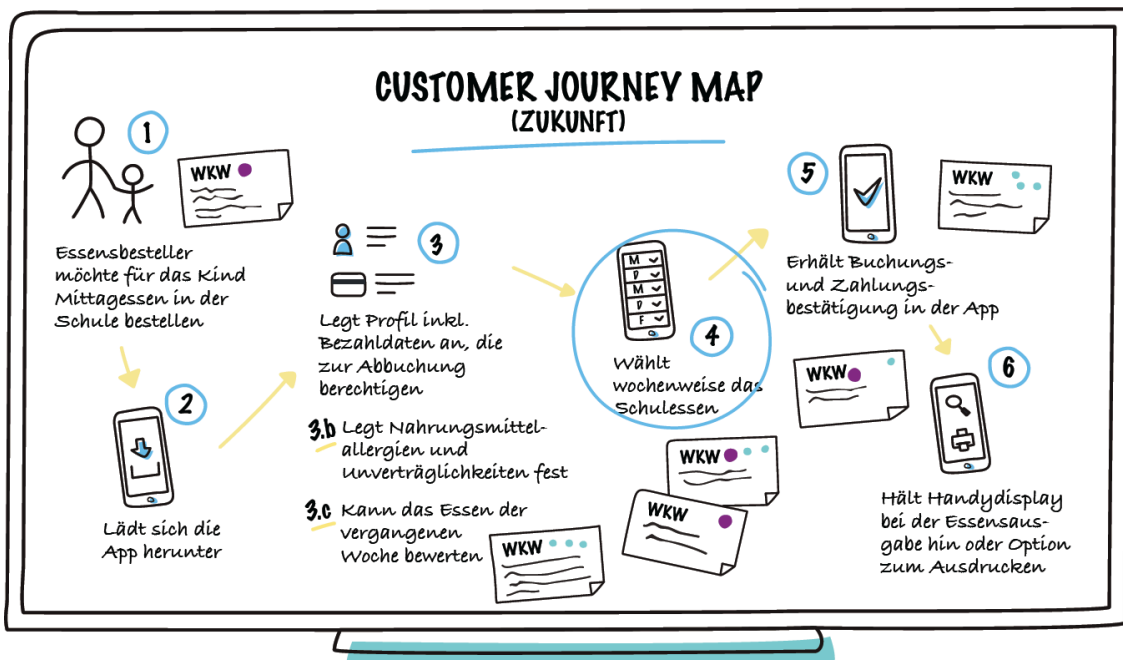 CUSTOMER JOURNEY MAP
(ZUKUNFT)
1
WKW
Essensbesteller
möchte für das Kind
Mittagessen in der
Schule bestellen
2
Lädt sich die
App herunter
3
Legt Profil inkl.
Bezahldaten an, die
zur Abbuchung
berechtigen
3.b Legt Nahrungsmittel-
allergien und
unverträglichkeiten fest
3.c Kann das Essen der
vergangenen
Woche bewerten
WKW
M
D
M
D
F
4
Wählt
wochenweise das
Schulessen
WKW
WKW
5
WKW
Erhält Buchungs-
und Zahlungs-
bestätigung in der App
WKW
6
Hält Handydisplay
bei der Essensaus-
gabe hin oder Option
zum Ausdrucken